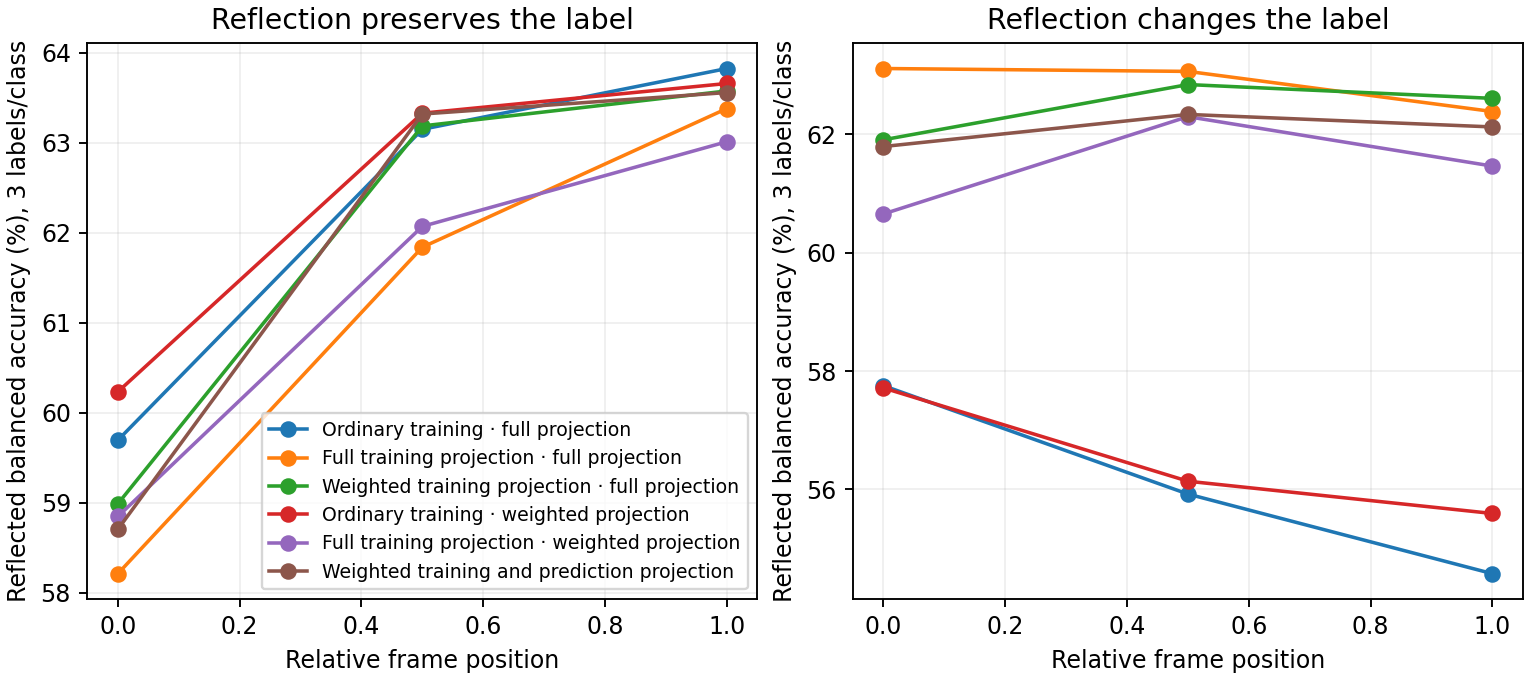 Reflection preserves the label
Reflected balanced accuracy (%), 3 labels/class
64
63
62
61
60
59
58
0.0 0.2 0.4 0.6 0.8 1.0
Relative frame position
Ordinary training · full projection
Full training projection · full projection
Weighted training projection · full projection
Ordinary training · weighted projection
Full training projection · weighted projection
Weighted training and prediction projection
Reflection changes the label
Reflected balanced accuracy (%), 3 labels/class
62
60
58
56
0.0 0.2 0.4 0.6 0.8 1.0
Relative frame position